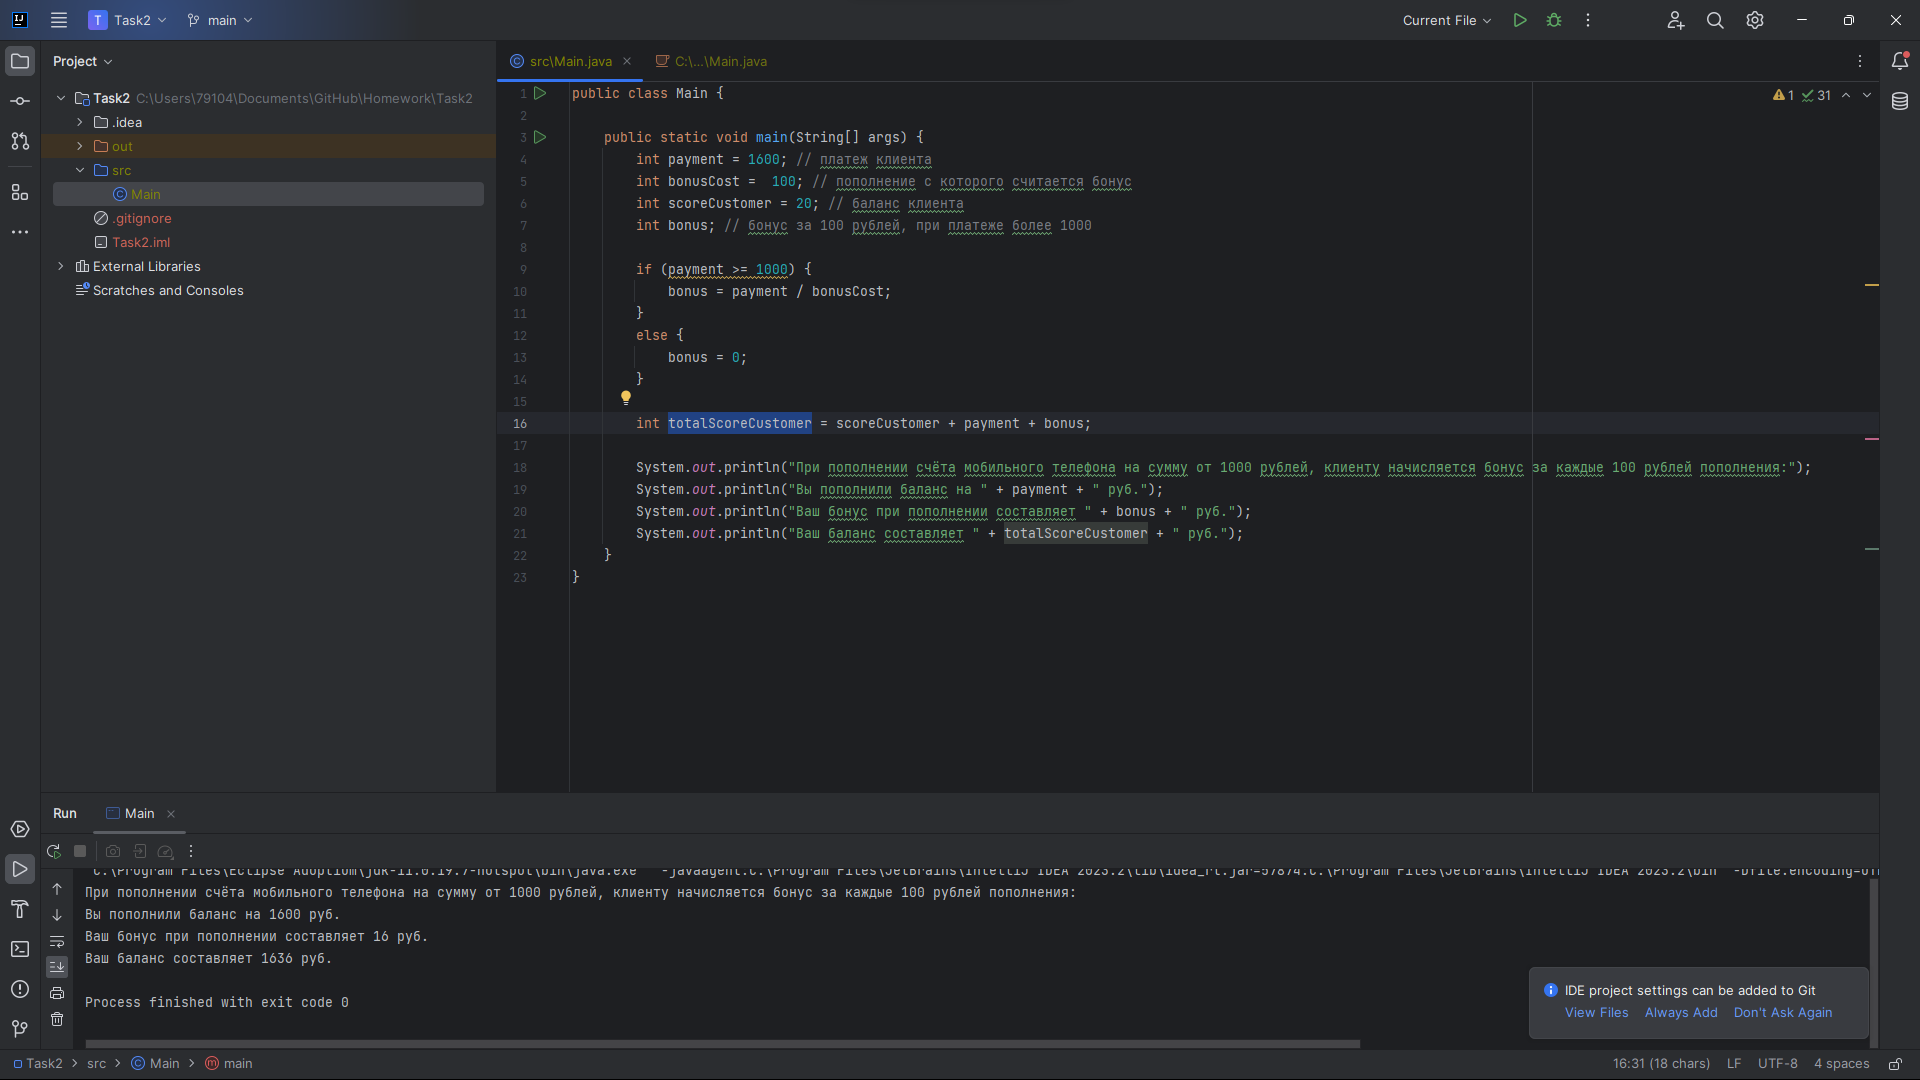 Task2
main
Current File
Project
src\Main.java
C:\...\Main.java
Task2 C:\Users\79104\Documents\GitHub\Homework\Task2
.idea
out
src
Main
.gitignore
Task2.iml
External Libraries
Scratches and Consoles
1 31
1 public class Main {
2
3 public static void main(String[] args) {
4 int payment = 1600; // платеж клиента
5 int bonusCost =  100; // пополнение с которого считается бонус
6 int scoreCustomer = 20; // баланс клиента
7 int bonus; // бонус за 100 рублей, при платеже более 1000
8
9 if (payment >= 1000) {
10 bonus = payment / bonusCost;
11 }
12 else {
13 bonus = 0;
14 }
15
16 int totalScoreCustomer = scoreCustomer + payment + bonus;
17
18 System.out.println("При пополнении счёта мобильного телефона на сумму от 1000 рублей, клиенту начисляется бонус за каждые 100 рублей пополнения:");
19 System.out.println("Вы пополнили баланс на " + payment + " руб.");
20 System.out.println("Ваш бонус при пополнении составляет " + bonus + " руб.");
21 System.out.println("Ваш баланс составляет " + totalScoreCustomer + " руб.");
22 }
23 }
Run
Main
При пополнении счёта мобильного телефона на сумму от 1000 рублей, клиенту начисляется бонус за каждые 100 рублей пополнения:
Вы пополнили баланс на 1600 руб.
Ваш бонус при пополнении составляет 16 руб.
Ваш баланс составляет 1636 руб.
Process finished with exit code 0
IDE project settings can be added to Git
View Files Always Add Don't Ask Again
Task2 > src > Main > main
16:31 (18 chars) LF UTF-8 4 spaces